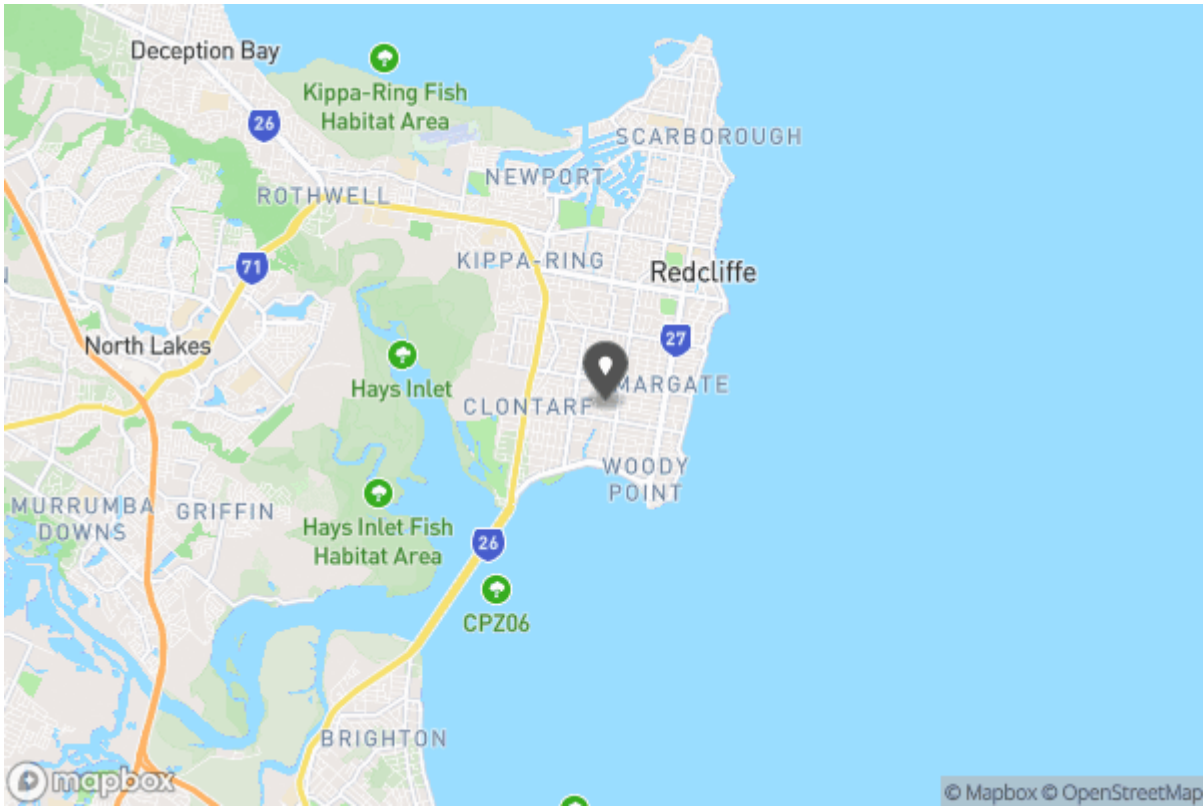 Deception Bay
Kippa-Ring Fish
Habitat Area
26
SCARBOROUGH
NEWPORT
ROTHWELL
KIPPA-RING
71
Redcliffe
27
North Lakes
Hays Inlet
MARGATE
CLONTARF
WOODY
POINT
MURRUMBA
DOWNS
GRIFFIN
Hays Inlet Fish
Habitat Area
26
CPZ06
BRIGHTON
mapbox
© Mapbox © OpenStreetMap